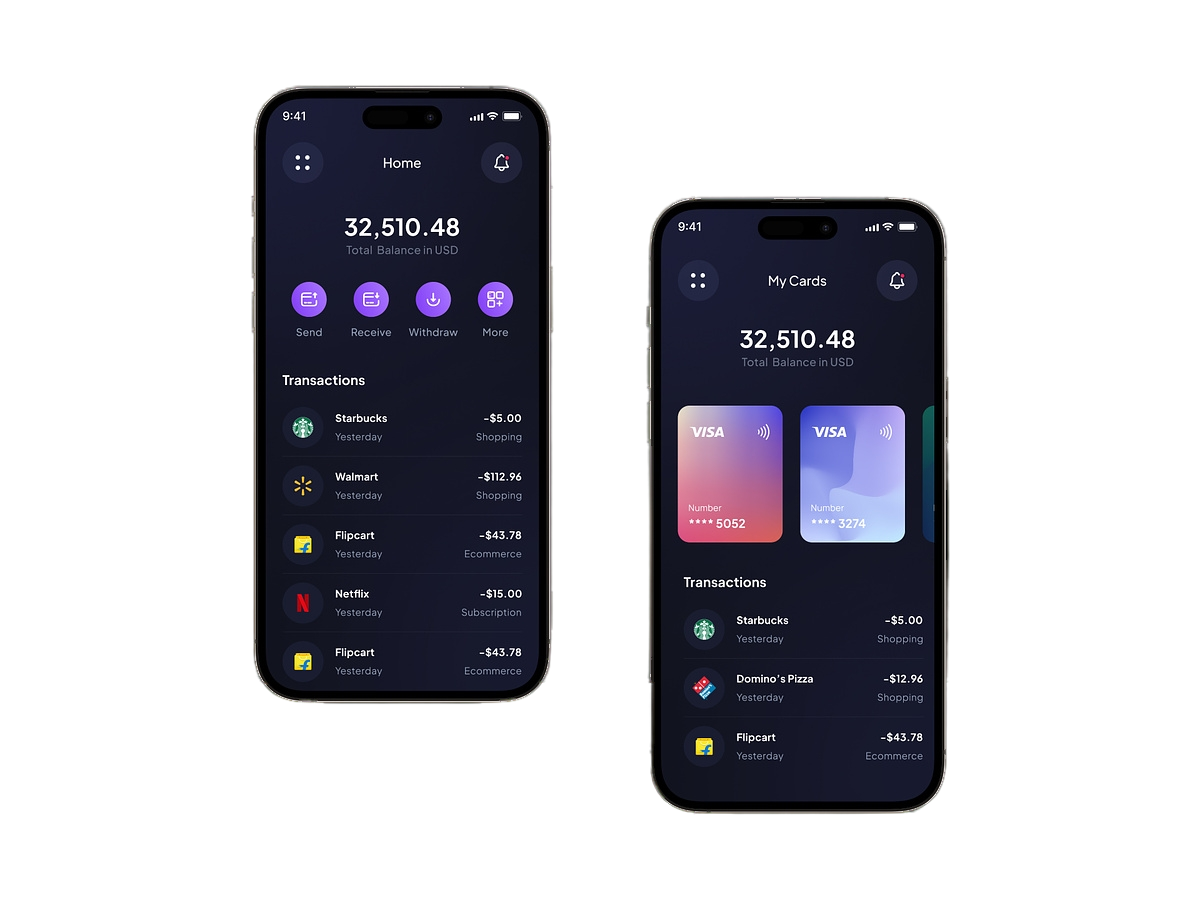 9:41
Home
32,510.48
Total Balance in USD
Send Receive Withdraw More
Transactions
Starbucks -$5.00
Yesterday Shopping
Walmart -$112.96
Yesterday Shopping
Flipcart -$43.78
Yesterday Ecommerce
Netflix -$15.00
Yesterday Subscription
Flipcart -$43.78
Yesterday Ecommerce
9:41
My Cards
32,510.48
Total Balance in USD
VISA VISA
Number Number
**** 5052 **** 3274
Transactions
Starbucks -$5.00
Yesterday Shopping
Domino's Pizza -$12.96
Yesterday Shopping
Flipcart -$43.78
Yesterday Ecommerce